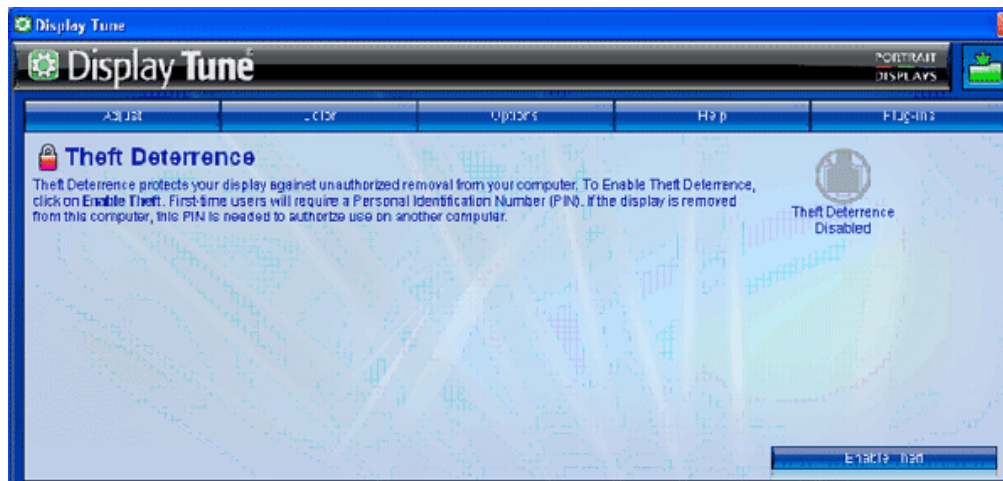 Display Tune
Display Tune
PORTRAIT
DISPLAYS
Adjust Color Options Help Plug-ins
Theft Deterrence
Theft Deterrence protects your display against unauthorized removal from your computer. To Enable Theft Deterrence,
click on Enable Theft. First-time users will require a Personal Identification Number (PIN). If the display is removed
from this computer, this PIN is needed to authorize use on another computer.
Theft Deterrence
Disabled
Enable Theft